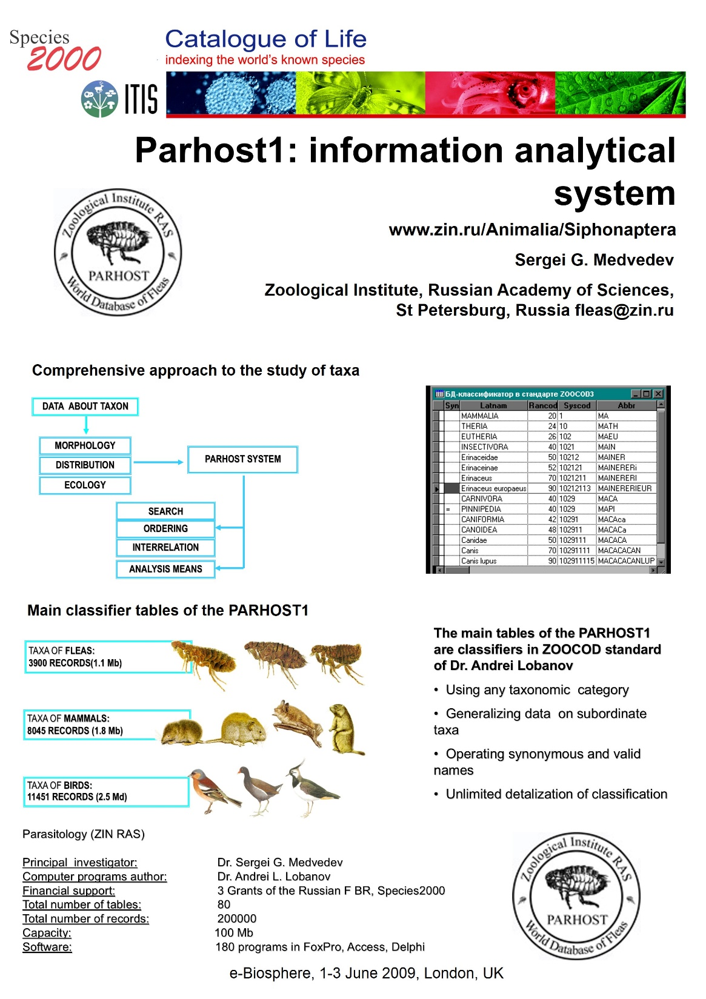 Species
2000
ITIS
Catalogue of Life
indexing the world's known species
Parhost1: information analytical
system
www.zin.ru/Animalia/Siphonaptera
Sergei G. Medvedev
Zoological Institute, Russian Academy of Sciences,
St Petersburg, Russia fleas@zin.ru
Zoological Institute RAS
PARHOST
World Database of Fleas
Comprehensive approach to the study of taxa
DATA ABOUT TAXON
MORPHOLOGY
DISTRIBUTION
ECOLOGY
PARHOST SYSTEM
SEARCH
ORDERING
INTERRELATION
ANALYSIS MEANS
БД-классификатор в стандарте ZOOCOD3
Syn Latnam Rancod Syscod Abbr
MAMMALIA 20 1 MA
THERIA 24 10 MATH
EUTHERIA 26 102 MAEU
INSECTIVORA 40 1021 MAIN
Erinaceidae 50 10212 MAINER
Erinaceinae 52 102121 MAINERERi
Erinaceus 70 1021211 MAINERERI
Erinaceus europaeus 90 10212113 MAINERERIEUR
CARNIVORA 40 1029 MACA
= PINNIPEDIA 40 1029 MAPI
CANIFORMIA 42 10291 MACAca
CANOIDEA 48 102911 MACACa
Canidae 50 1029111 MACACA
Canis 70 10291111 MACACACAN
Canis lupus 90 102911115 MACACACANLUP
Main classifier tables of the PARHOST1
TAXA OF FLEAS:
3900 RECORDS(1.1 Mb)
TAXA OF MAMMALS:
8045 RECORDS (1.8 Mb)
TAXA OF BIRDS:
11451 RECORDS (2.5 Md)
The main tables of the PARHOST1
are classifiers in ZOOCOD standard
of Dr. Andrei Lobanov
• Using any taxonomic category
• Generalizing data on subordinate
taxa
• Operating synonymous and valid
names
• Unlimited detalization of classification
Parasitology (ZIN RAS)
Principal investigator: Dr. Sergei G. Medvedev
Computer programs author: Dr. Andrei L. Lobanov
Financial support: 3 Grants of the Russian F BR, Species2000
Total number of tables: 80
Total number of records: 200000
Capacity: 100 Mb
Software: 180 programs in FoxPro, Access, Delphi
Zoological Institute RAS
PARHOST
World Database of Fleas
e-Biosphere, 1-3 June 2009, London, UK